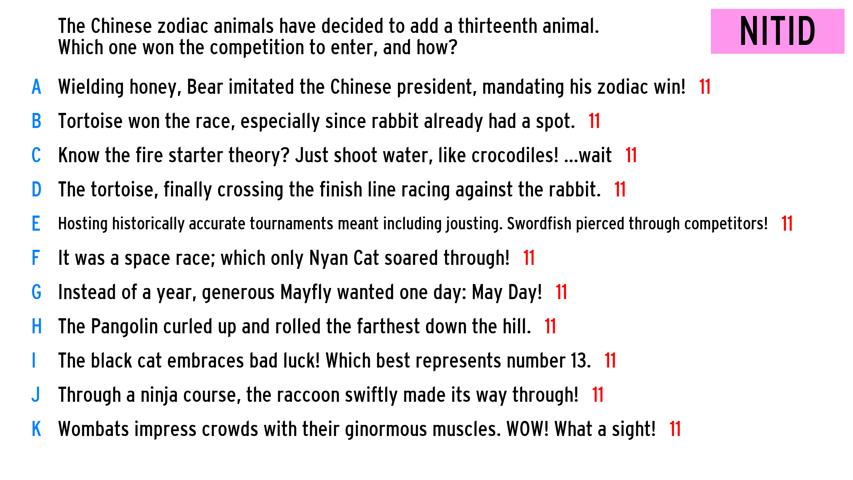 The Chinese zodiac animals have decided to add a thirteenth animal.
Which one won the competition to enter, and how?
NITID
A Wielding honey, Bear imitated the Chinese president, mandating his zodiac win! 11
B Tortoise won the race, especially since rabbit already had a spot. 11
C Know the fire starter theory? Just shoot water, like crocodiles! ...wait 11
D The tortoise, finally crossing the finish line racing against the rabbit. 11
E Hosting historically accurate tournaments meant including jousting. Swordfish pierced through competitors! 11
F It was a space race; which only Nyan Cat soared through! 11
G Instead of a year, generous Mayfly wanted one day: May Day! 11
H The Pangolin curled up and rolled the farthest down the hill. 11
I The black cat embraces bad luck! Which best represents number 13. 11
J Through a ninja course, the raccoon swiftly made its way through! 11
K Wombats impress crowds with their ginormous muscles. WOW! What a sight! 11